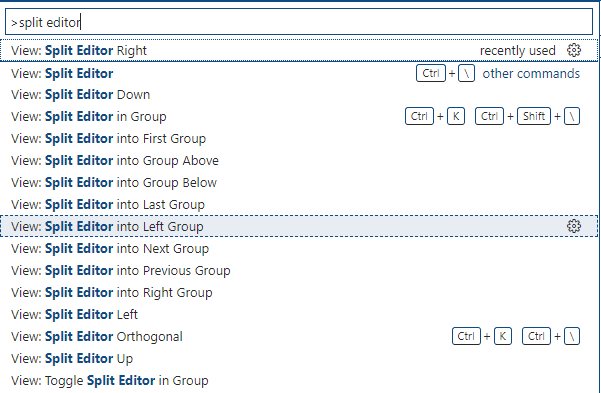 >split editor
View: Split Editor Right recently used
View: Split Editor Ctrl + \ other commands
View: Split Editor Down
View: Split Editor in Group Ctrl + K Ctrl + Shift + \
View: Split Editor into First Group
View: Split Editor into Group Above
View: Split Editor into Group Below
View: Split Editor into Last Group
View: Split Editor into Left Group
View: Split Editor into Next Group
View: Split Editor into Previous Group
View: Split Editor into Right Group
View: Split Editor Left
View: Split Editor Orthogonal Ctrl + K Ctrl + \
View: Split Editor Up
View: Toggle Split Editor in Group